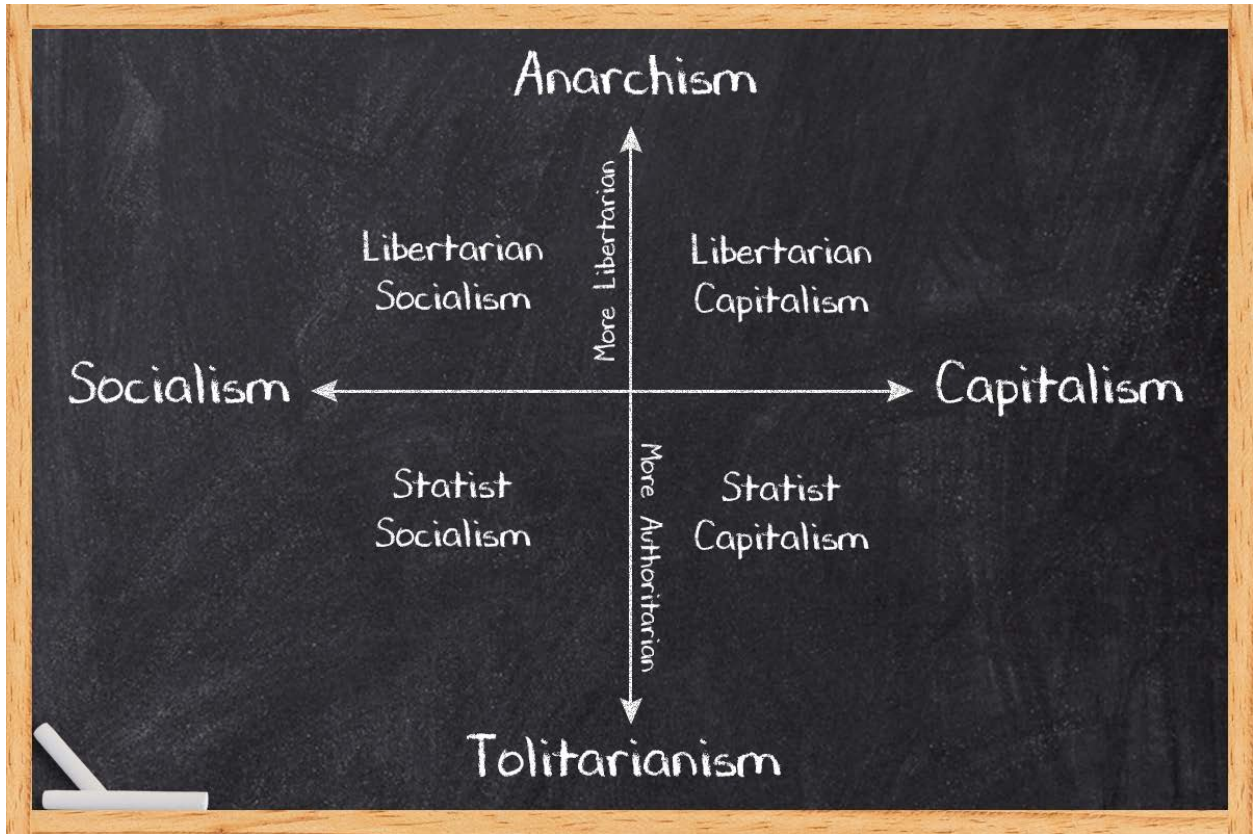 Anarchism
More Libertarian
Libertarian
Socialism
Libertarian
Capitalism
Socialism
Capitalism
Statist
Socialism
More Authoritarian
Statist
Capitalism
Tolitarianism